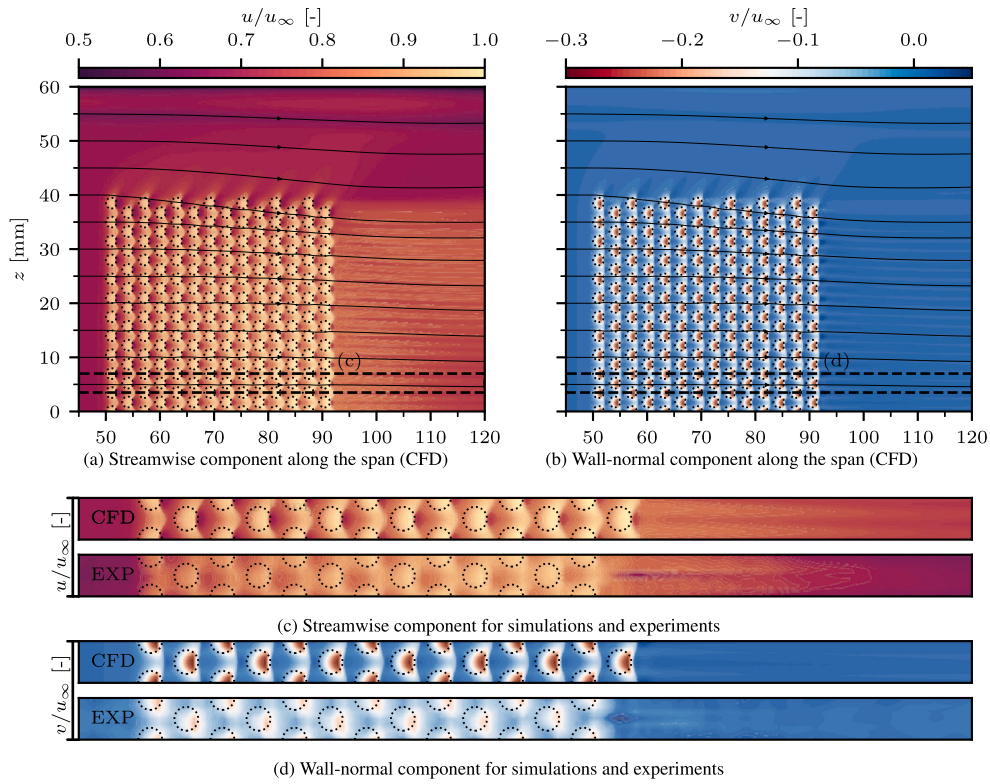 u/u∞ [-]
0.5 0.6 0.7 0.8 0.9 1.0
v/u∞ [-]
−0.3 −0.2 −0.1 0.0
z [mm]
60
50
40
30
20
10
0
(c)
50 60 70 80 90 100 110 120
(d)
50 60 70 80 90 100 110 120
(a) Streamwise component along the span (CFD)
(b) Wall-normal component along the span (CFD)
u/u∞ [-]
CFD
EXP
(c) Streamwise component for simulations and experiments
v/u∞ [-]
CFD
EXP
(d) Wall-normal component for simulations and experiments